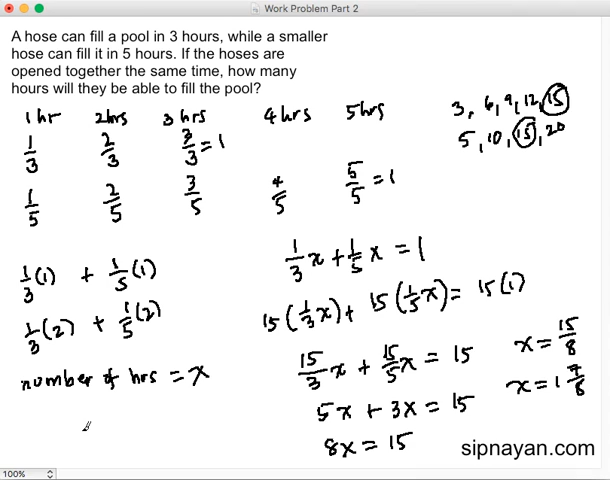 Work Problem Part 2
A hose can fill a pool in 3 hours, while a smaller
hose can fill it in 5 hours. If the hoses are
opened together the same time, how many
hours will they be able to fill the pool?
1 hr 2hrs 3 hrs 4 hrs 5 hrs
3, 6, 9, 12, 15
5, 10, 15, 20
1/3 2/3 3/3 = 1
1/5 2/5 3/5 4/5 5/5 = 1
1/3 x + 1/5 x = 1
1/3 (1) + 1/5 (1)
15 (1/3 x) + 15 (1/5 x) = 15 (1)
1/3 (2) + 1/5 (2)
15/3 x + 15/5 x = 15
x = 15/8
number of hrs = x
x = 1 7/8
5x + 3x = 15
8x = 15
sipnayan.com
100%